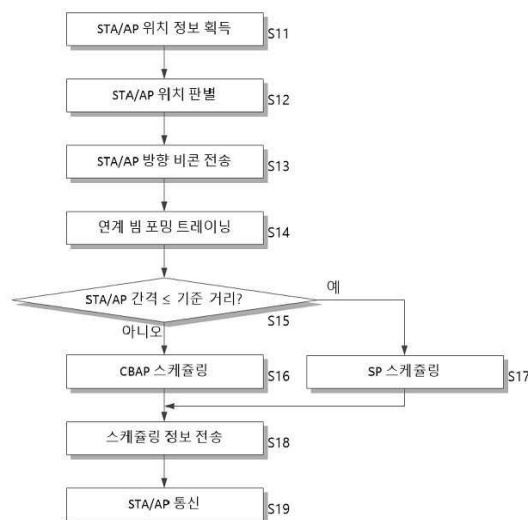 STA/AP 위치 정보 획득
S11
STA/AP 위치 판별
S12
STA/AP 방향 비콘 전송
S13
연계 빔 포밍 트레이닝
S14
STA/AP 간격 ≤ 기준 거리?
예
S15
아니오
CBAP 스케쥴링
S16
SP 스케쥴링
S17
스케쥴링 정보 전송
S18
STA/AP 통신
S19